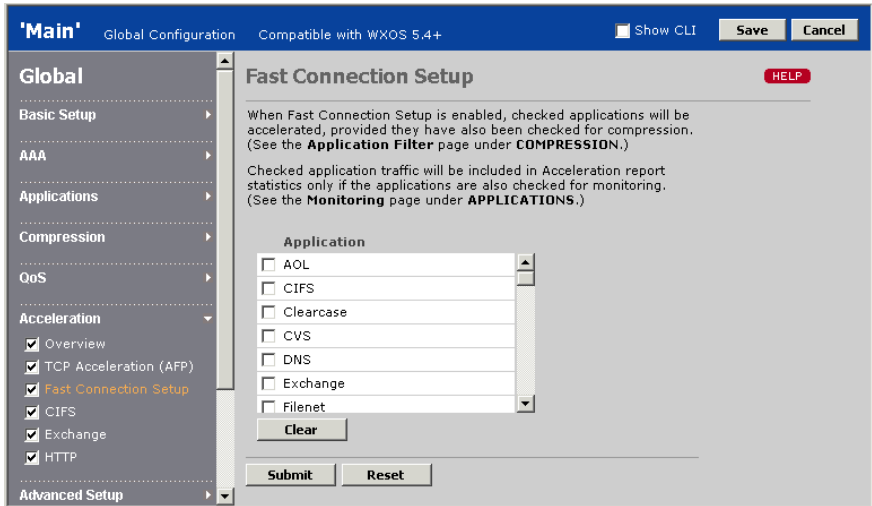 'Main' Global Configuration Compatible with WXOS 5.4+ Show CLI Save Cancel
Global
Basic Setup
AAA
Applications
Compression
QoS
Acceleration
Overview
TCP Acceleration (AFP)
Fast Connection Setup
CIFS
Exchange
HTTP
Advanced Setup
Fast Connection Setup HELP
When Fast Connection Setup is enabled, checked applications will be
accelerated, provided they have also been checked for compression.
(See the Application Filter page under COMPRESSION.)
Checked application traffic will be included in Acceleration report
statistics only if the applications are also checked for monitoring.
(See the Monitoring page under APPLICATIONS.)
Application
AOL
CIFS
Clearcase
CVS
DNS
Exchange
Filenet
Clear
Submit Reset